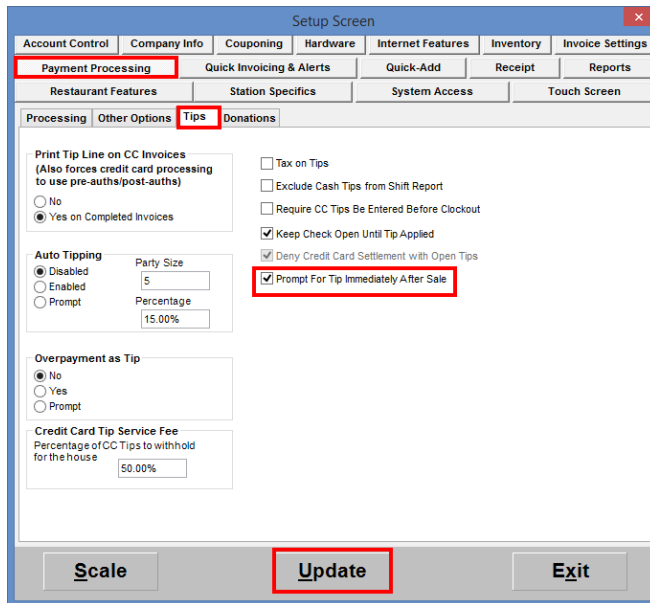 Setup Screen
Account Control Company Info Couponing Hardware Internet Features Inventory Invoice Settings
Payment Processing Quick Invoicing & Alerts Quick-Add Receipt Reports
Restaurant Features Station Specifics System Access Touch Screen
Processing Other Options Tips Donations
Print Tip Line on CC Invoices
(Also forces credit card processing
to use pre-auths/post-auths)
No
Yes on Completed Invoices
Auto Tipping
Disabled
Enabled
Prompt
Party Size
5
Percentage
15.00%
Overpayment as Tip
No
Yes
Prompt
Credit Card Tip Service Fee
Percentage of CC Tips to withhold
for the house
50.00%
Tax on Tips
Exclude Cash Tips from Shift Report
Require CC Tips Be Entered Before Clockout
Keep Check Open Until Tip Applied
Deny Credit Card Settlement with Open Tips
Prompt For Tip Immediately After Sale
Scale Update Exit